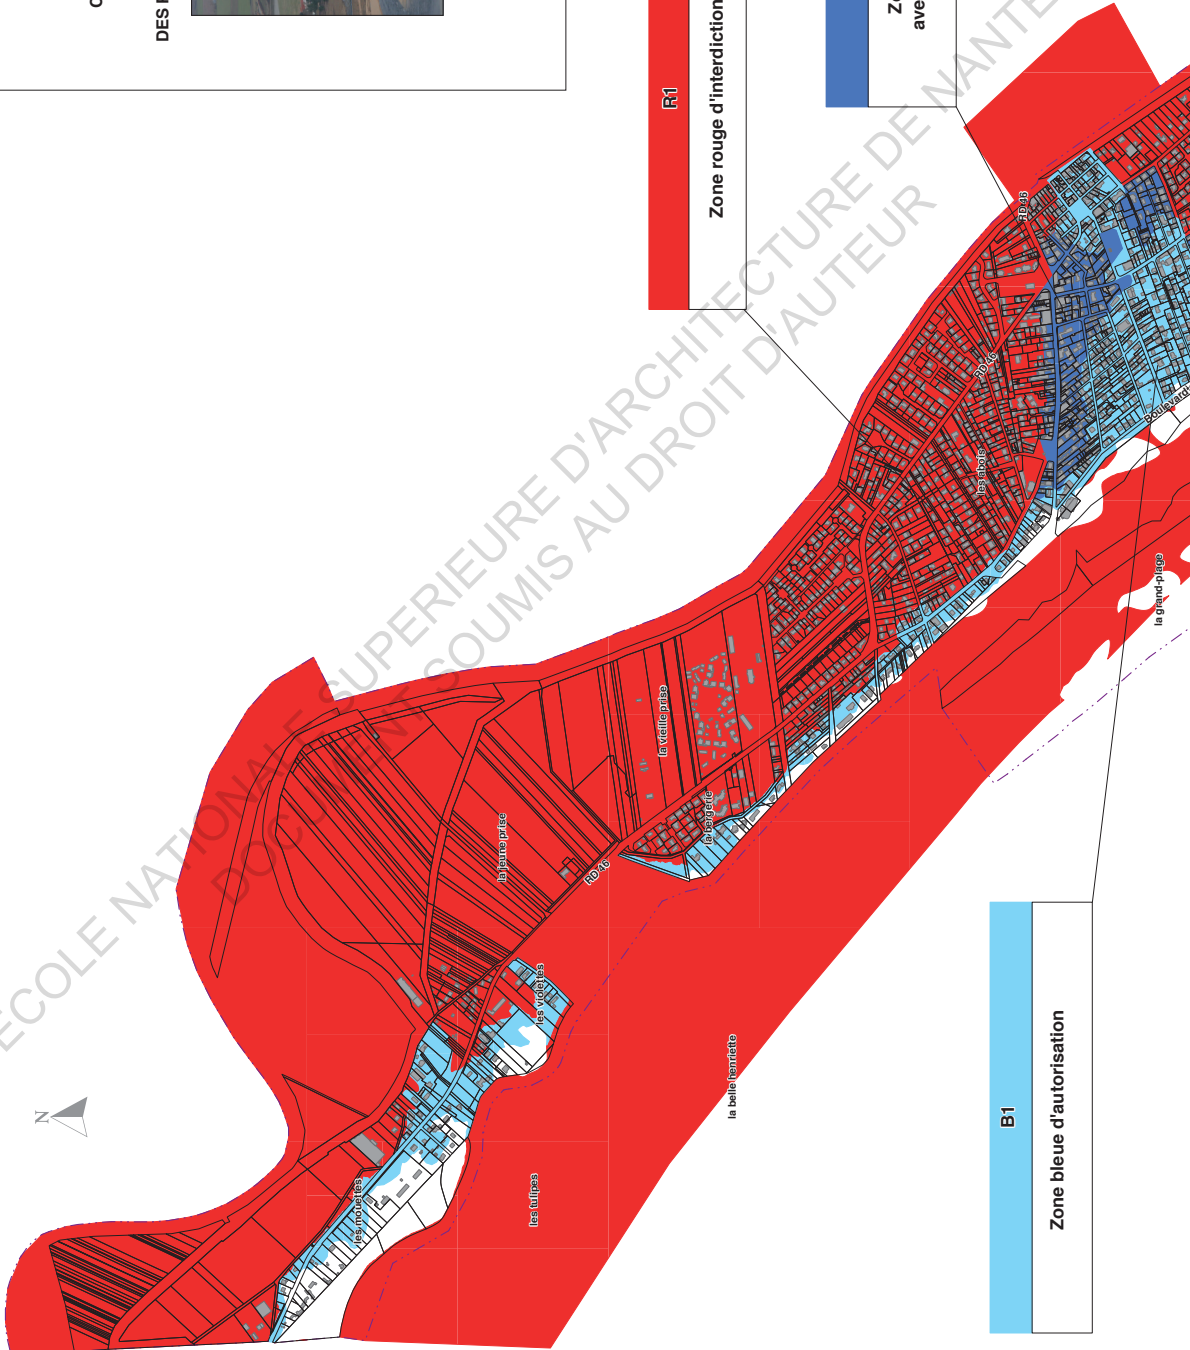 DES
R1
Zone rouge d'interdiction
ave
RD 46
RD 46
Boulevard
les abois
la grand-plage
la vieille prise
la bergerie
la jeune prise
RD 46
les violettes
la belle henriette
les mouettes
les tulipes
N
B1
Zone bleue d'autorisation
ECOLE NATIONALE SUPERIEURE D'ARCHITECTURE DE NANTE
DOCUMENT SOUMIS AU DROIT D'AUTEUR